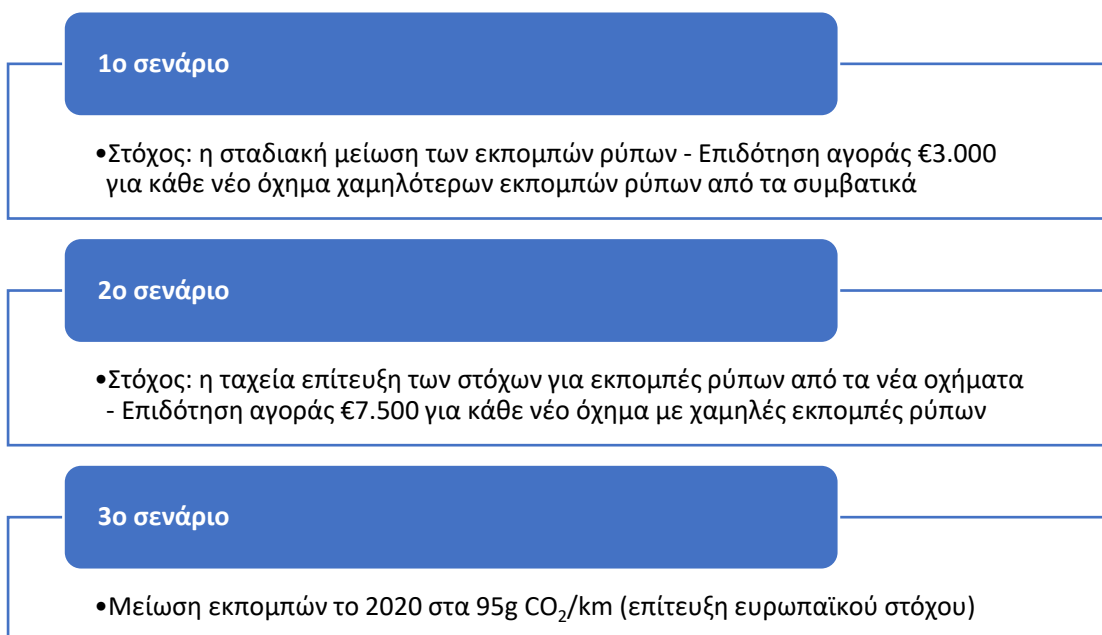 1ο σενάριο
•Στόχος: η σταδιακή μείωση των εκπομπών ρύπων - Επιδότηση αγοράς €3.000
για κάθε νέο όχημα χαμηλότερων εκπομπών ρύπων από τα συμβατικά
2ο σενάριο
•Στόχος: η ταχεία επίτευξη των στόχων για εκπομπές ρύπων από τα νέα οχήματα
- Επιδότηση αγοράς €7.500 για κάθε νέο όχημα με χαμηλές εκπομπές ρύπων
3ο σενάριο
•Μείωση εκπομπών το 2020 στα 95g CO₂/km (επίτευξη ευρωπαϊκού στόχου)